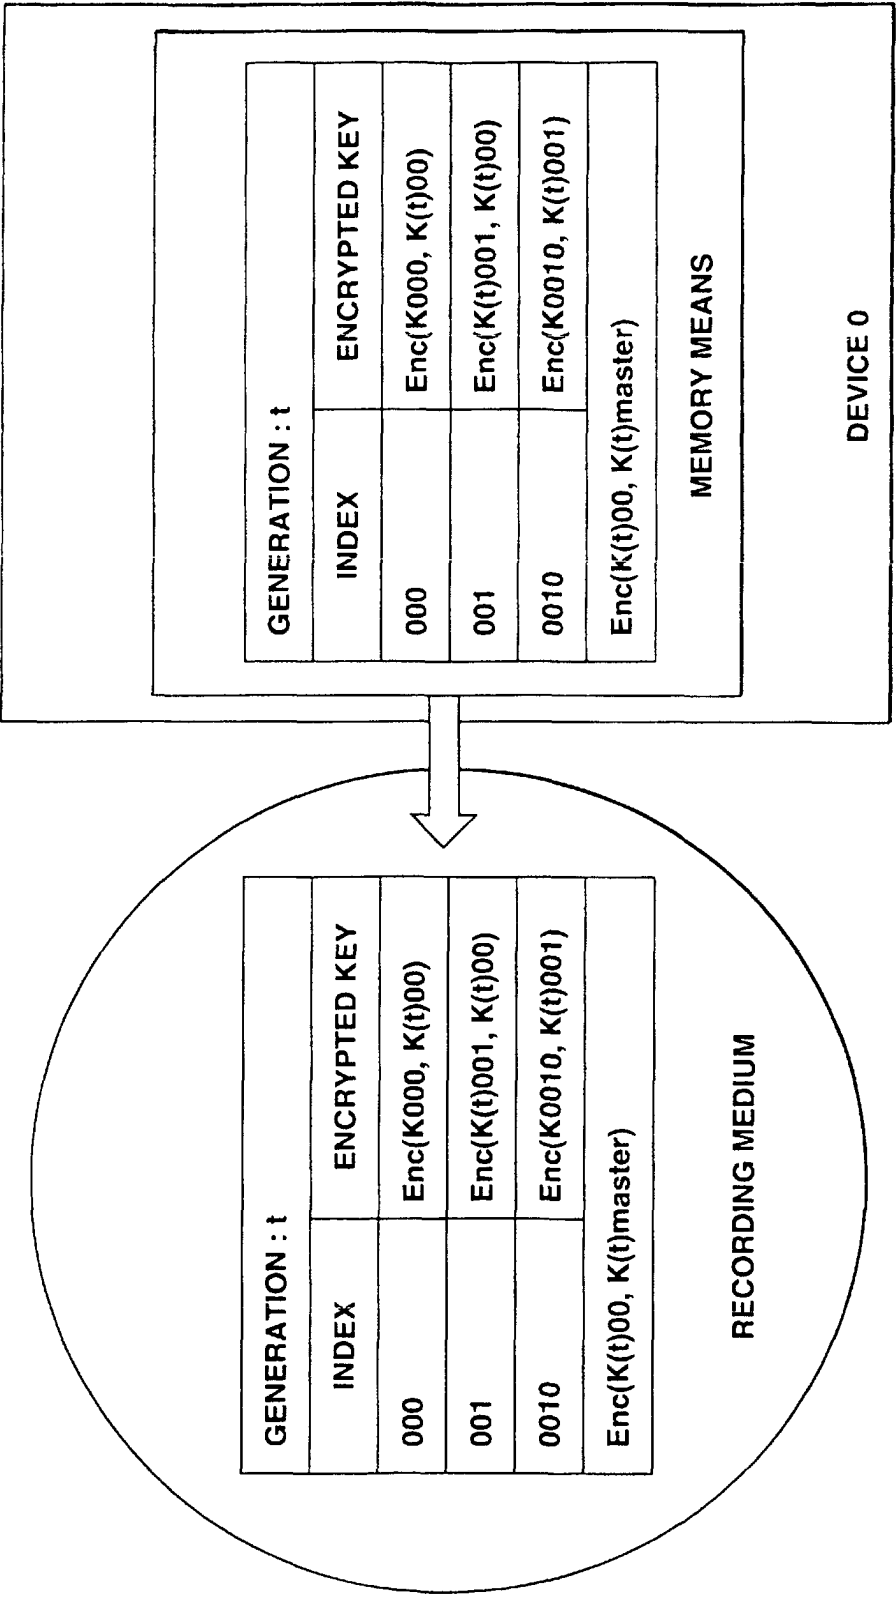 GENERATION : t
INDEX ENCRYPTED KEY
000 Enc(K000, K(t)00)
001 Enc(K(t)001, K(t)00)
0010 Enc(K0010, K(t)001)
Enc(K(t)00, K(t)master)
RECORDING MEDIUM
GENERATION : t
INDEX ENCRYPTED KEY
000 Enc(K000, K(t)00)
001 Enc(K(t)001, K(t)00)
0010 Enc(K0010, K(t)001)
Enc(K(t)00, K(t)master)
MEMORY MEANS
DEVICE 0